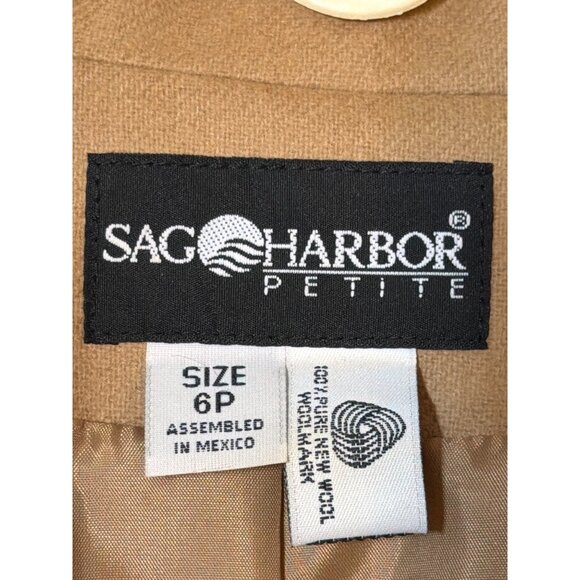 SAG HARBOR®
PETITE
SIZE
6P
ASSEMBLED
IN MEXICO
100% PURE NEW WOOL
WOOLMARK